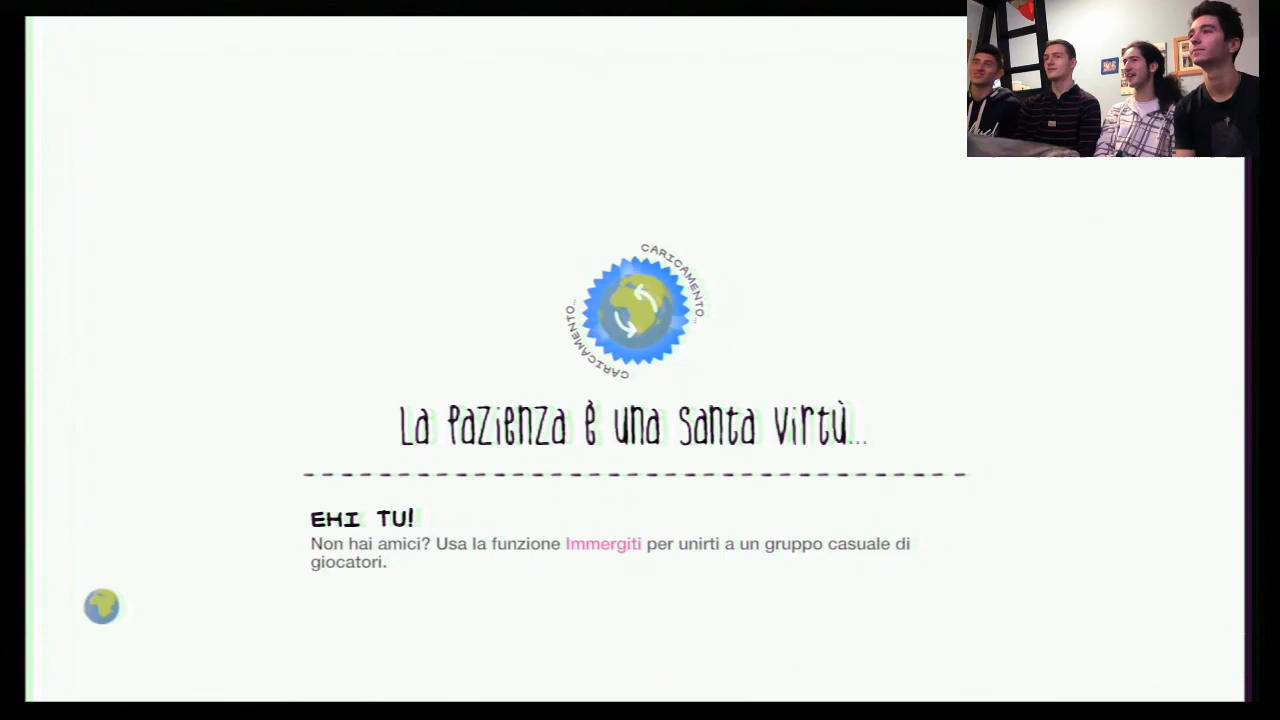 CARICAMENTO...
CARICAMENTO...
La Pazienza è una santa virtù...
EHI TU!
Non hai amici? Usa la funzione Immergiti per unirti a un gruppo casuale di
giocatori.